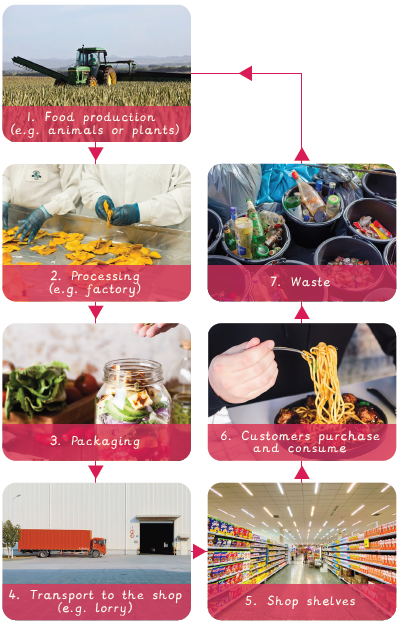 1. Food production
(e.g. animals or plants)
2. Processing
(e.g. factory)
3. Packaging
4. Transport to the shop
(e.g. lorry)
5. Shop shelves
6. Customers purchase
and consume
7. Waste